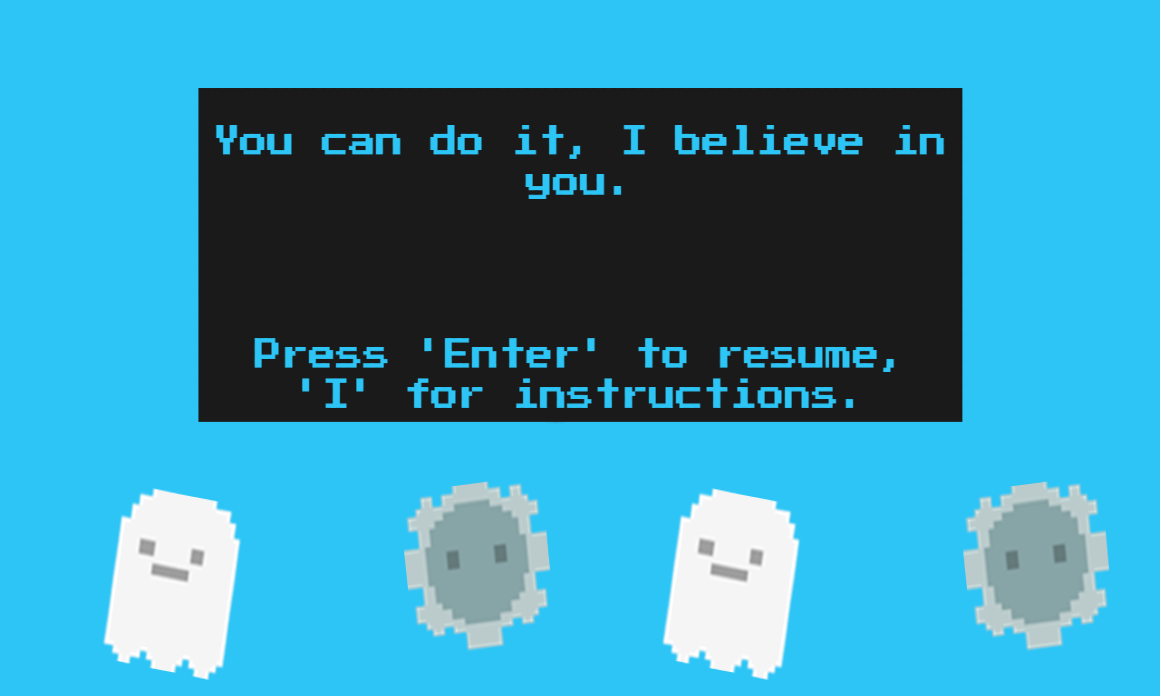 You can do it, I believe in
you.
Press 'Enter' to resume,
'I' for instructions.